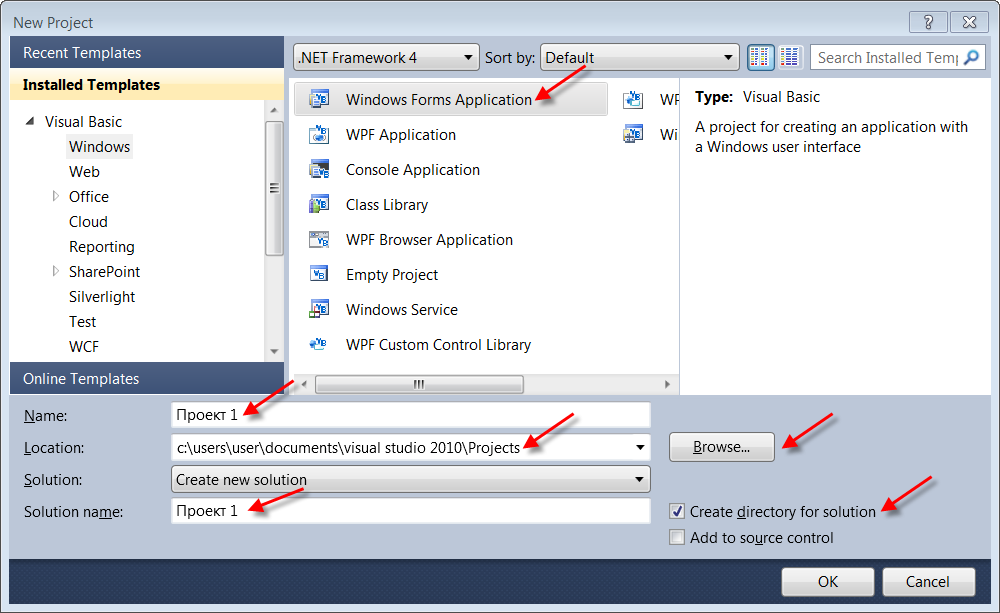 New Project
Recent Templates
Installed Templates
Visual Basic
Windows
Web
Office
Cloud
Reporting
SharePoint
Silverlight
Test
WCF
Online Templates
.NET Framework 4
Sort by: Default
Search Installed Temp
Windows Forms Application
WPF Application
Console Application
Class Library
WPF Browser Application
Empty Project
Windows Service
WPF Custom Control Library
WP
Wi
Type: Visual Basic
A project for creating an application with
a Windows user interface
Name: Проект 1
Location: c:\users\user\documents\visual studio 2010\Projects
Browse...
Solution: Create new solution
Solution name: Проект 1
Create directory for solution
Add to source control
OK
Cancel